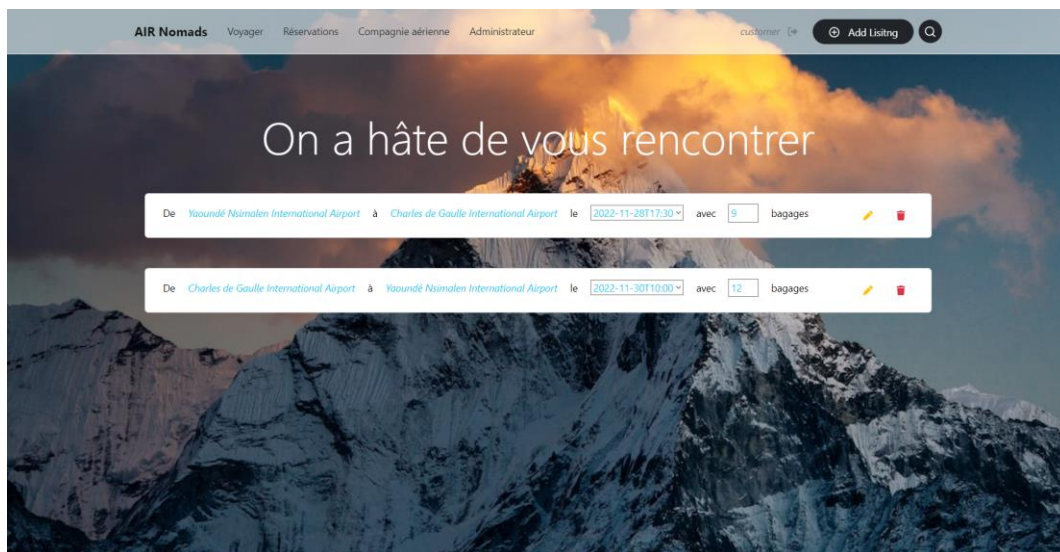 AIR Nomads Voyager Réservations Compagnie aérienne Administrateur customer Add Lisitng
On a hâte de vous rencontrer
De Yaoundé Nsimalen International Airport à Charles de Gaulle International Airport le 2022-11-28T17:30 avec 9 bagages
De Charles de Gaulle International Airport à Yaoundé Nsimalen International Airport le 2022-11-30T10:00 avec 12 bagages